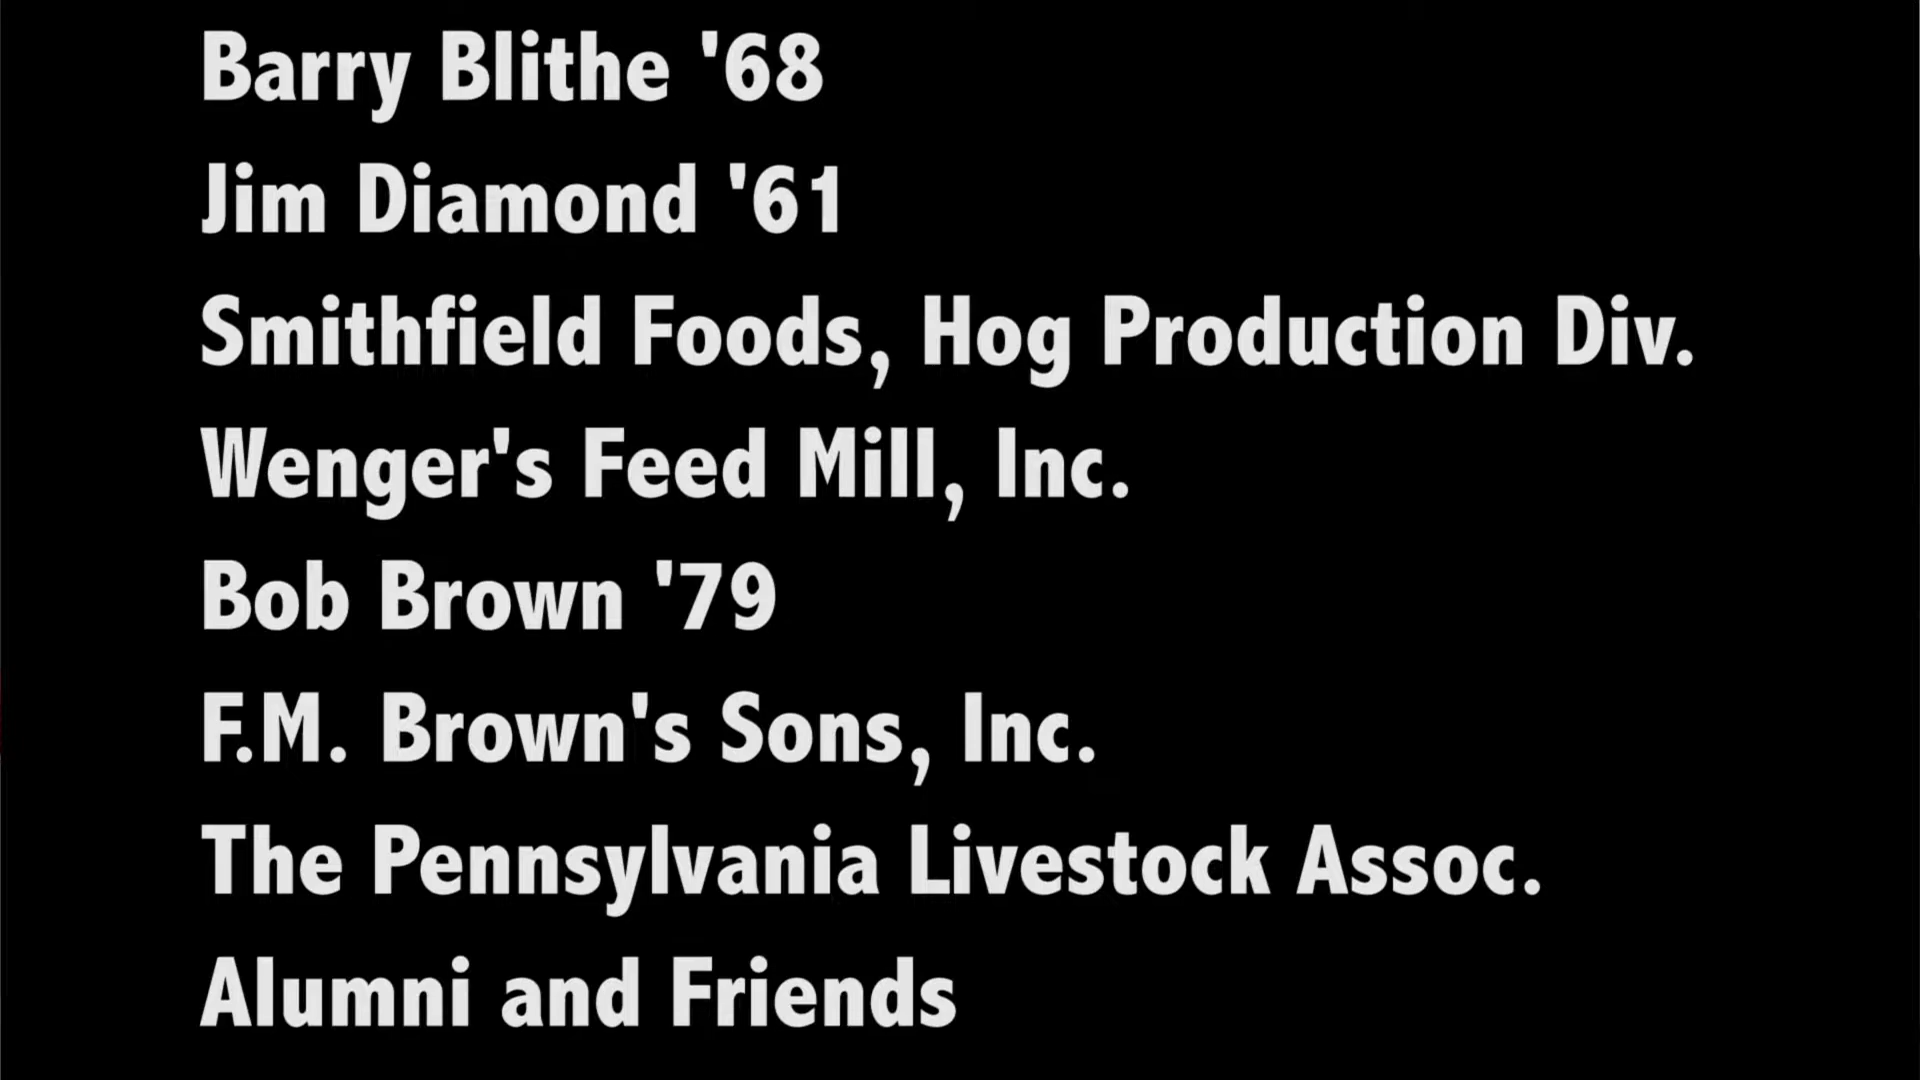 Barry Blithe '68
Jim Diamond '61
Smithfield Foods, Hog Production Div.
Wenger's Feed Mill, Inc.
Bob Brown '79
F.M. Brown's Sons, Inc.
The Pennsylvania Livestock Assoc.
Alumni and Friends